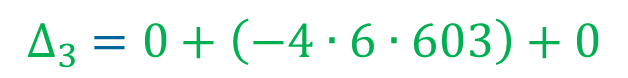 Δ₃ = 0 + (−4 · 6 · 603) + 0